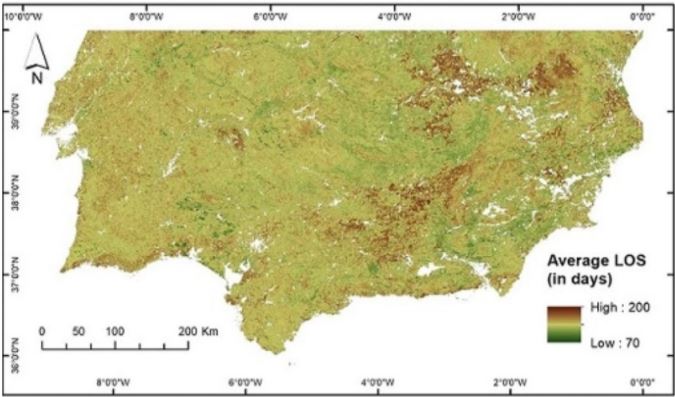 10°0'0"W 8°0'0"W 6°0'0"W 4°0'0"W 2°0'0"W 0°0'0"
N
39°0'0"N
38°0'0"N
37°0'0"N
36°0'0"N
Average LOS
(in days)
High : 200
Low : 70
0 50 100 200 Km
8°0'0"W 6°0'0"W 4°0'0"W 2°0'0"W 0°0'0"